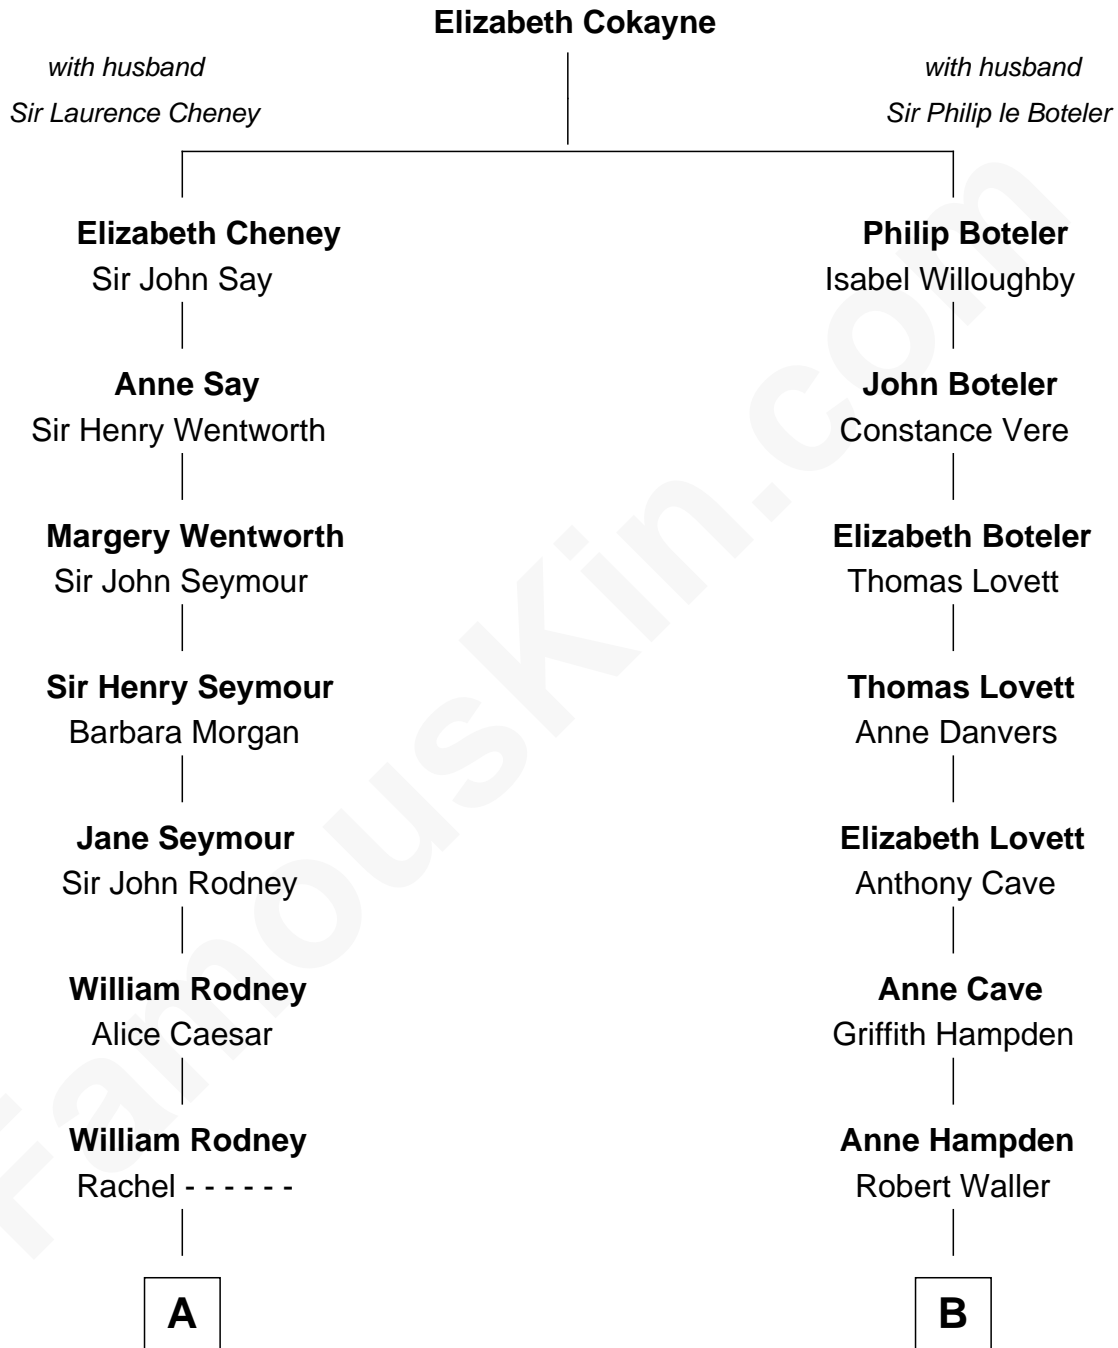 Elizabeth Cokayne
with husband
Sir Laurence Cheney
with husband
Sir Philip le Boteler
Elizabeth Cheney
Sir John Say
Philip Boteler
Isabel Willoughby
Anne Say
Sir Henry Wentworth
John Boteler
Constance Vere
Margery Wentworth
Sir John Seymour
Elizabeth Boteler
Thomas Lovett
Sir Henry Seymour
Barbara Morgan
Thomas Lovett
Anne Danvers
Jane Seymour
Sir John Rodney
Elizabeth Lovett
Anthony Cave
William Rodney
Alice Caesar
Anne Cave
Griffith Hampden
William Rodney
Rachel - - - - - -
Anne Hampden
Robert Waller
A
B
FamousKin.com